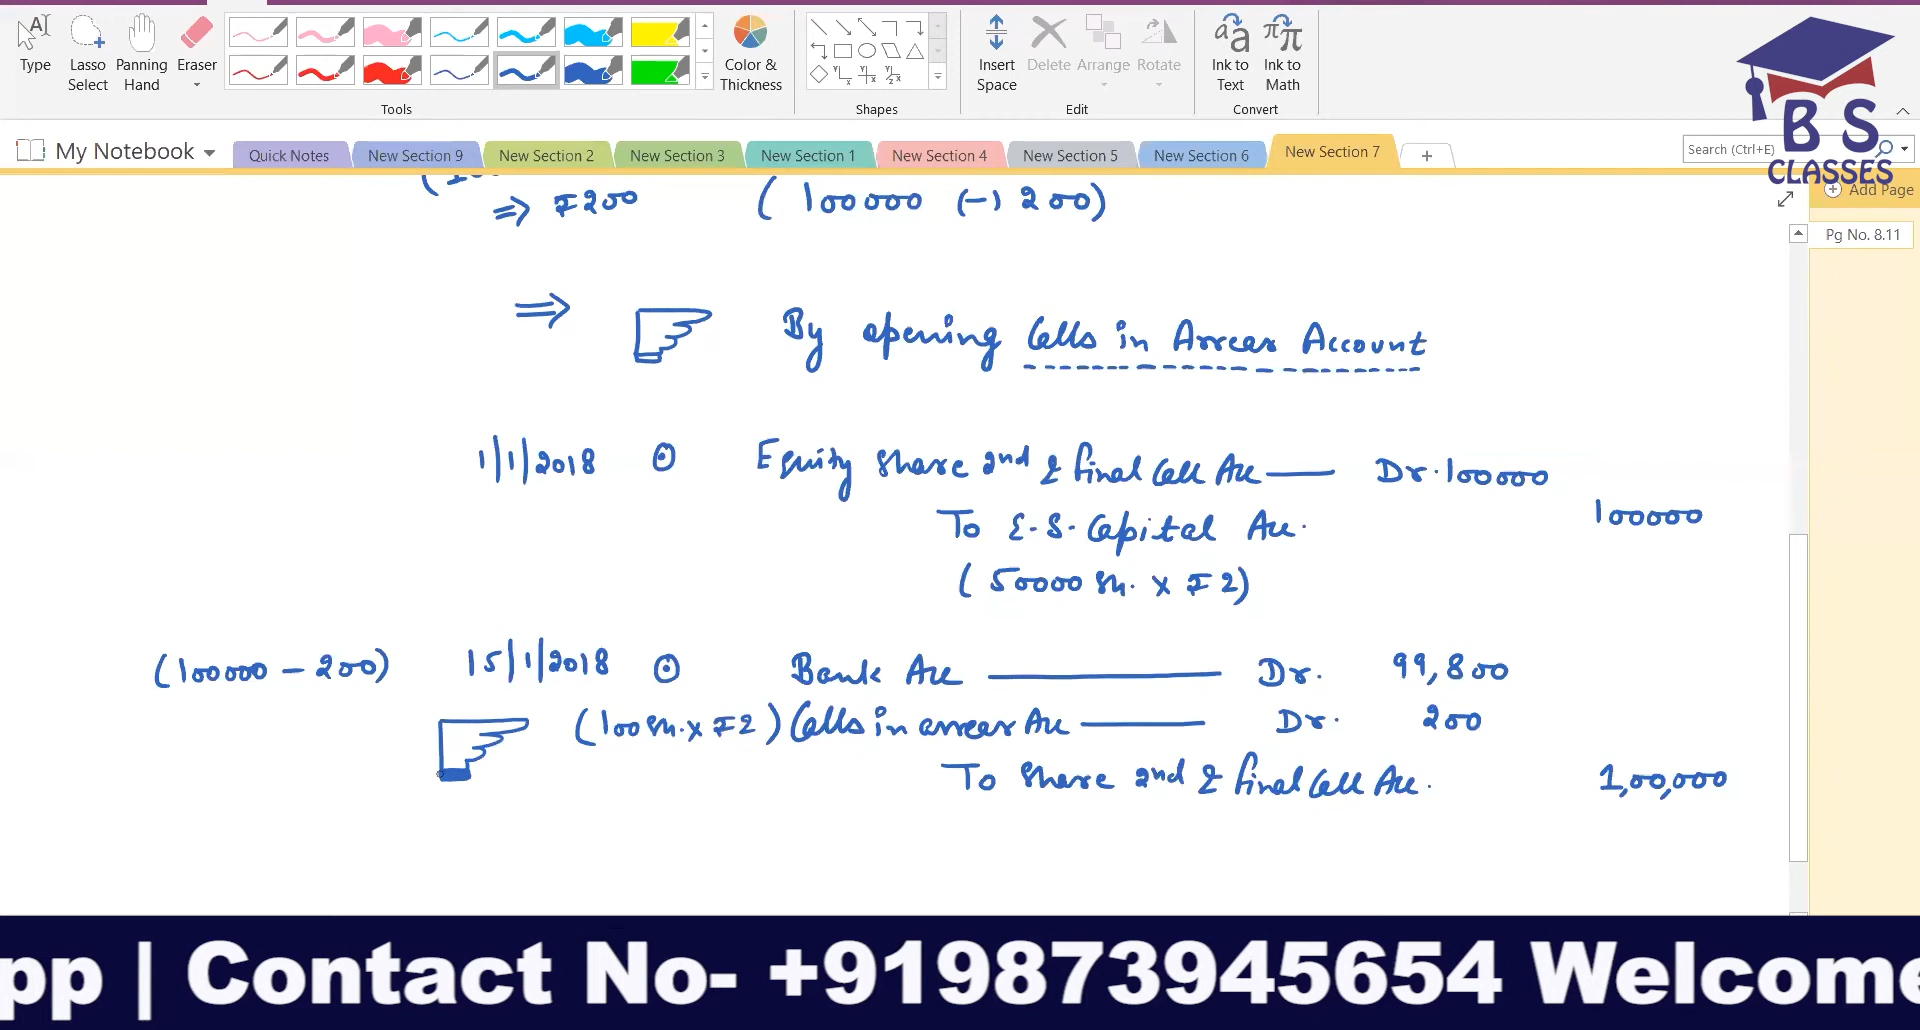 Type
Lasso Select
Panning Hand
Eraser
Color & Thickness
Insert Space
Delete
Arrange
Rotate
Ink to Text
Ink to Math
Tools
Shapes
Edit
Convert
B S
CLASSES
My Notebook
Quick Notes
New Section 9
New Section 2
New Section 3
New Section 1
New Section 4
New Section 5
New Section 6
New Section 7
Search (Ctrl+E)
Add Page
Pg No. 8.11
⇒ ₹200 ( 100000 (-) 200)
⇒ By opening Calls in Arrear Account
1/1/2018 Equity share 2nd & final Call A/c — Dr. 100000
To E.S. Capital A/c. 100000
( 50000 Sh. x ₹ 2)
(100000 - 200) 15/1/2018 Bank A/c — Dr. 99,800
(100 Sh. x ₹2) Calls in arrear A/c — Dr. 200
To Share 2nd & final Call A/c. 1,00,000
pp | Contact No- +919873945654 Welcome